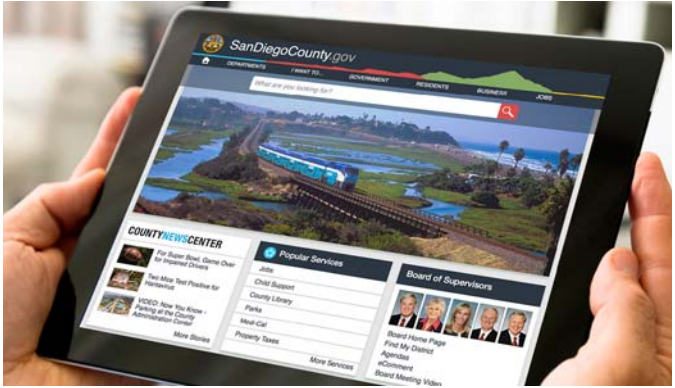 SanDiegoCounty.gov
DEPARTMENTS
I WANT TO...
GOVERNMENT
RESIDENTS
BUSINESS
JOBS
What are you looking for?
COUNTYNEWSCENTER
For Super Bowl, Game Over
for Impaired Drivers
Two Mice Test Positive for
Hantavirus
VIDEO: Now You Know -
Parking at the County
Administration Center
More Stories
Popular Services
Jobs
Child Support
County Library
Parks
Medi-Cal
Property Taxes
More Services
Board of Supervisors
Board Home Page
Find My District
Agendas
eComment
Board Meeting Video